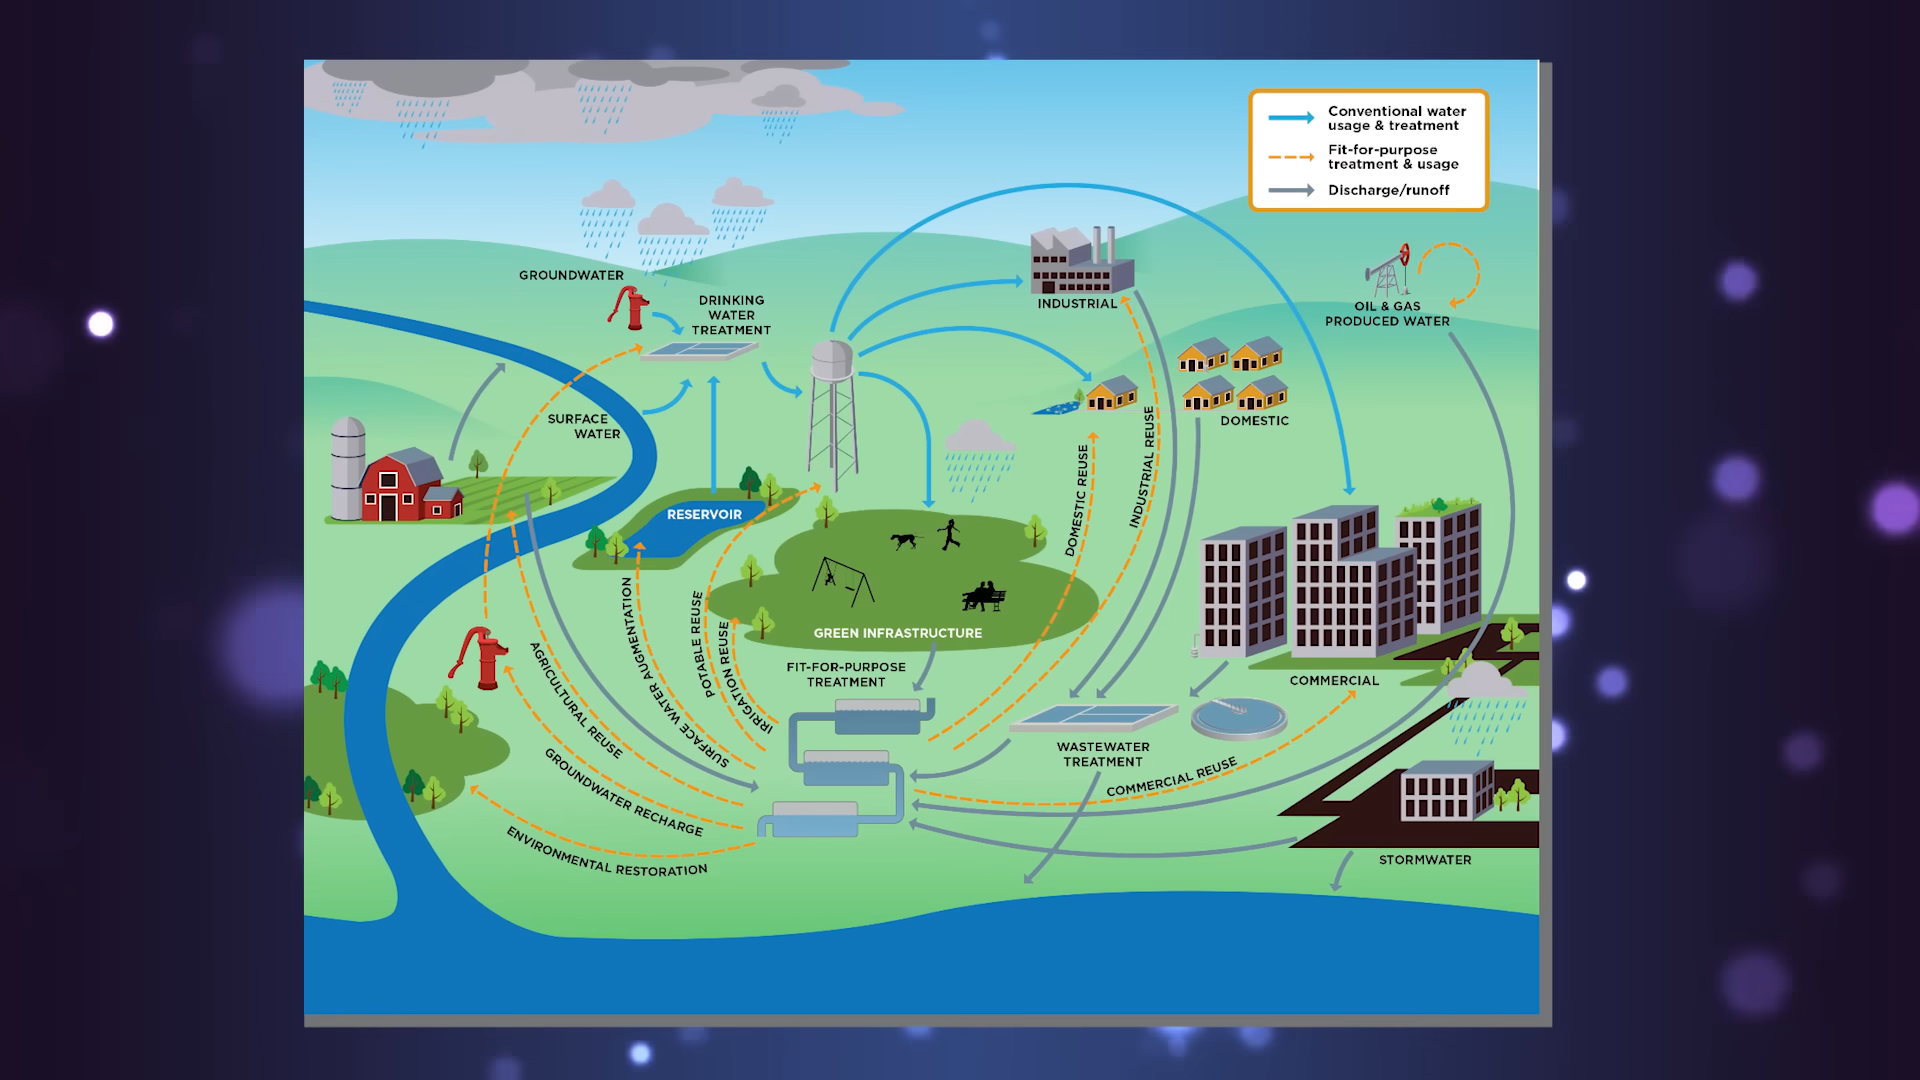 Conventional water
usage & treatment
Fit-for-purpose
treatment & usage
Discharge/runoff
GROUNDWATER
DRINKING
WATER
TREATMENT
INDUSTRIAL
OIL & GAS
PRODUCED WATER
SURFACE
WATER
DOMESTIC
RESERVOIR
DOMESTIC REUSE
INDUSTRIAL REUSE
GREEN INFRASTRUCTURE
FIT-FOR-PURPOSE
TREATMENT
AGRICULTURAL REUSE
SURFACE WATER AUGMENTATION
POTABLE REUSE
IRRIGATION REUSE
COMMERCIAL
GROUNDWATER RECHARGE
WASTEWATER
TREATMENT
COMMERCIAL REUSE
ENVIRONMENTAL RESTORATION
STORMWATER